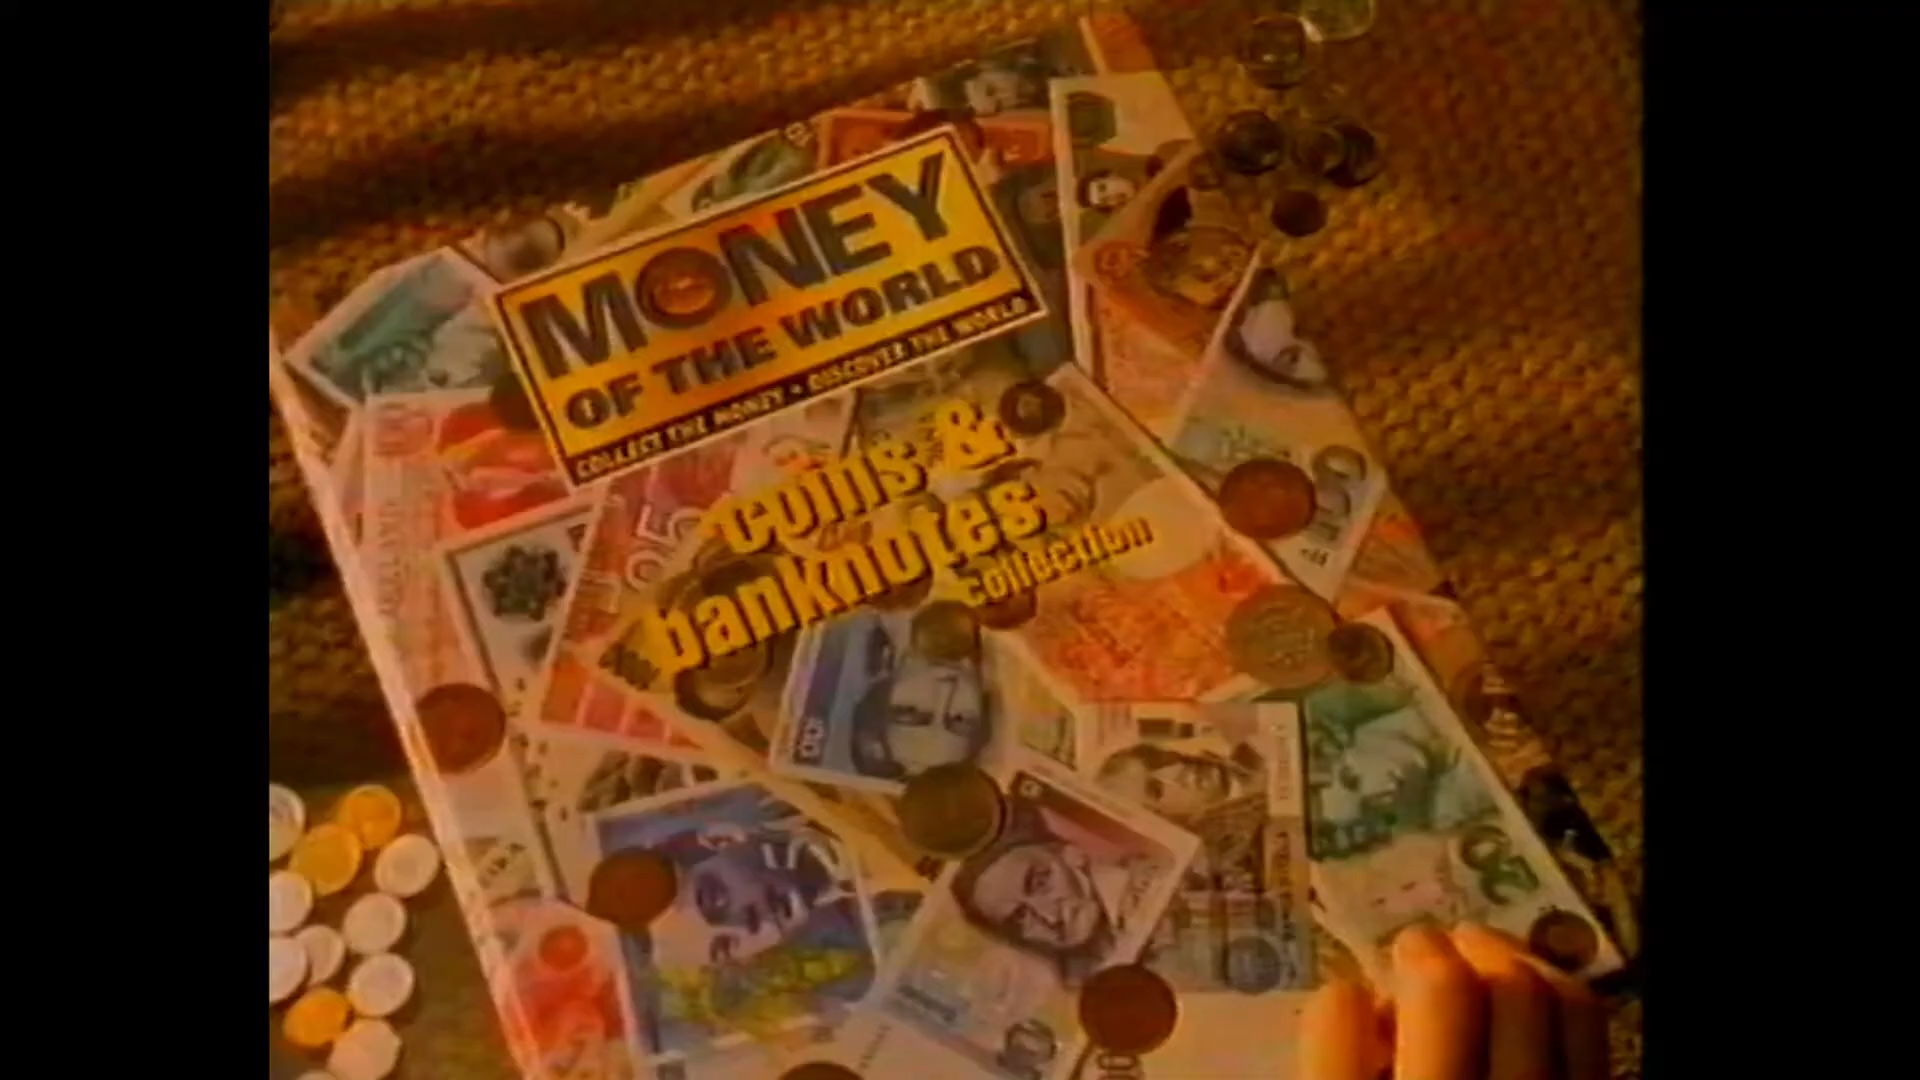 MONEY
OF THE WORLD
COLLECT THE MONEY • DISCOVER THE WORLD
coins &
banknotes
collection